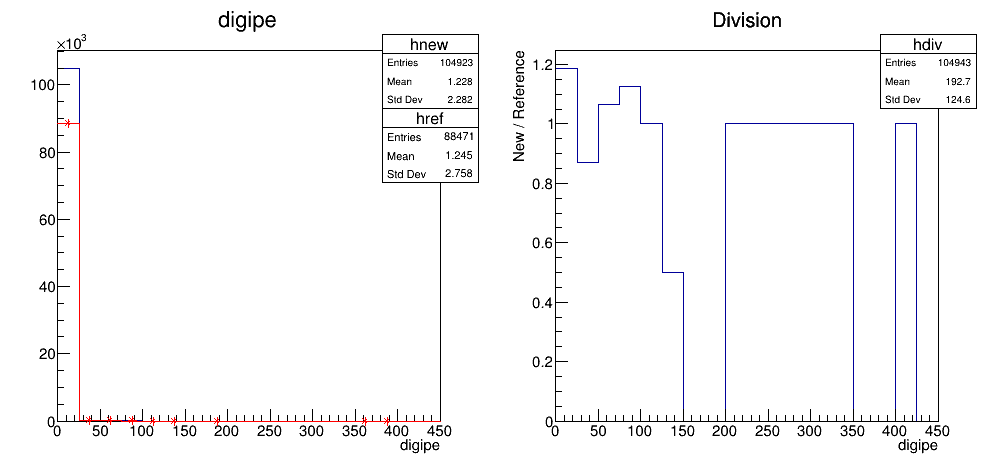 digipe
×10³
hnew
Entries 104923
Mean 1.228
Std Dev 2.282
href
Entries 88471
Mean 1.245
Std Dev 2.758
100
80
60
40
20
0
0 50 100 150 200 250 300 350 400 450
digipe
Division
hdiv
Entries 104943
Mean 192.7
Std Dev 124.6
New / Reference
1.2
1
0.8
0.6
0.4
0.2
0
0 50 100 150 200 250 300 350 400 450
digipe